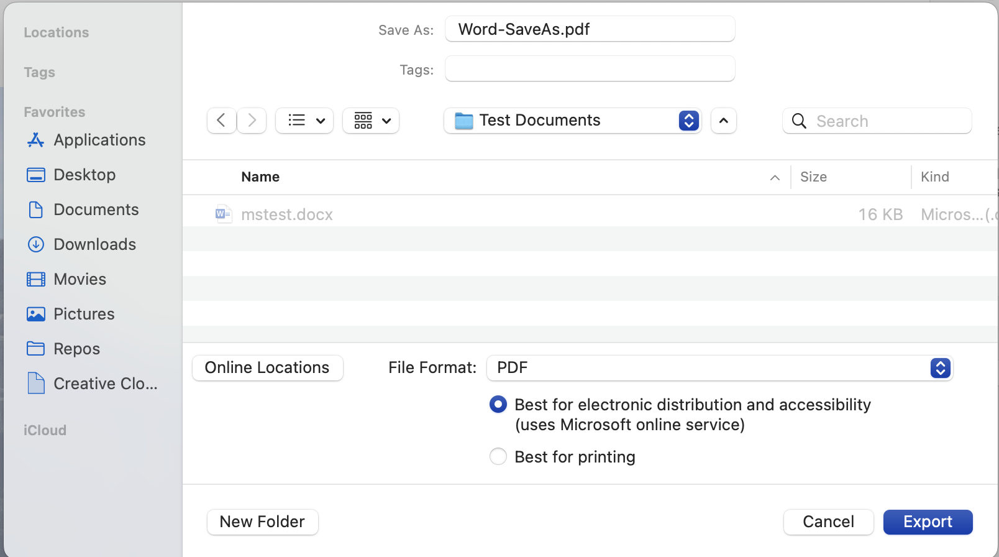 Locations
Tags
Favorites
Applications
Desktop
Documents
Downloads
Movies
Pictures
Repos
Creative Clo...
iCloud
Save As: Word-SaveAs.pdf
Tags:
Test Documents
Search
Name Size Kind
mstest.docx 16 KB Micros...(.
Online Locations
File Format: PDF
Best for electronic distribution and accessibility
(uses Microsoft online service)
Best for printing
New Folder Cancel Export